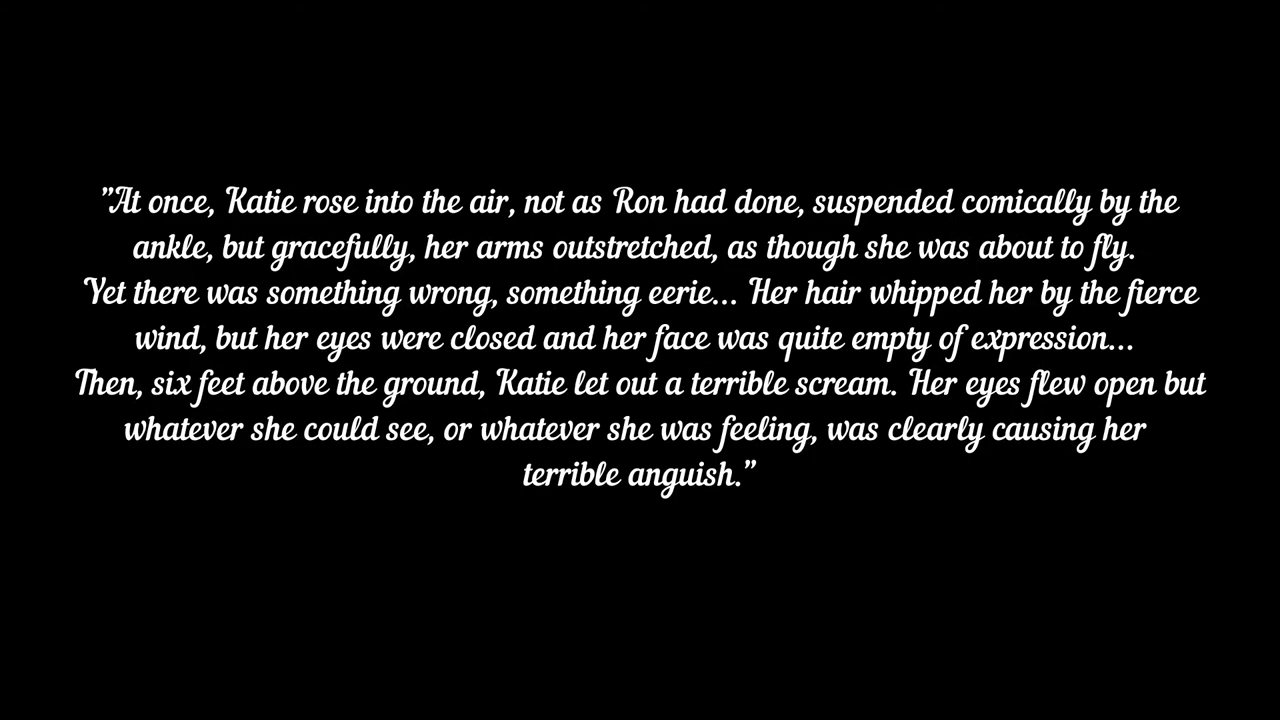 "At once, Katie rose into the air, not as Ron had done, suspended comically by the
ankle, but gracefully, her arms outstretched, as though she was about to fly.
Yet there was something wrong, something eerie... Her hair whipped her by the fierce
wind, but her eyes were closed and her face was quite empty of expression...
Then, six feet above the ground, Katie let out a terrible scream. Her eyes flew open but
whatever she could see, or whatever she was feeling, was clearly causing her
terrible anguish."